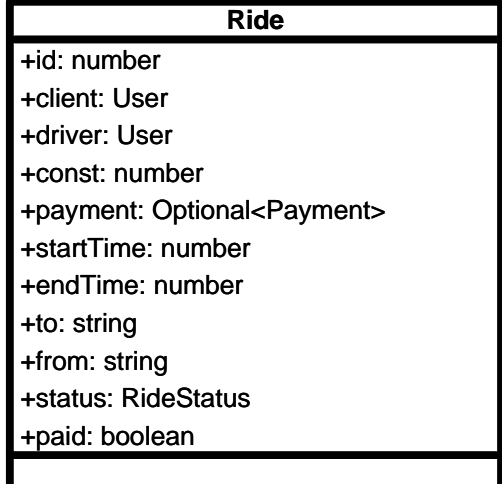 Ride
+id: number
+client: User
+driver: User
+const: number
+payment: Optional<Payment>
+startTime: number
+endTime: number
+to: string
+from: string
+status: RideStatus
+paid: boolean